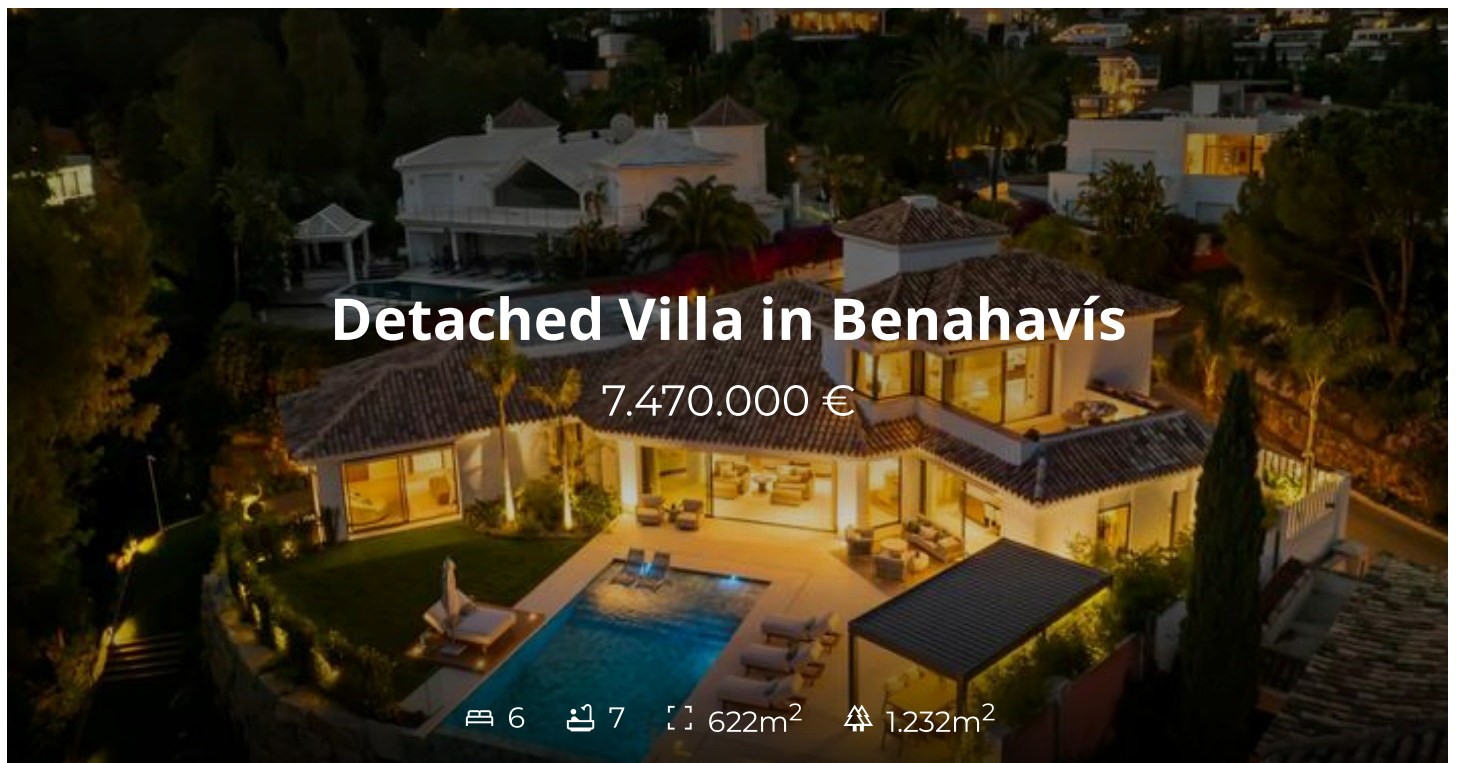 Detached Villa in Benahavís
7.470.000 €
6 7 622m² 1.232m²